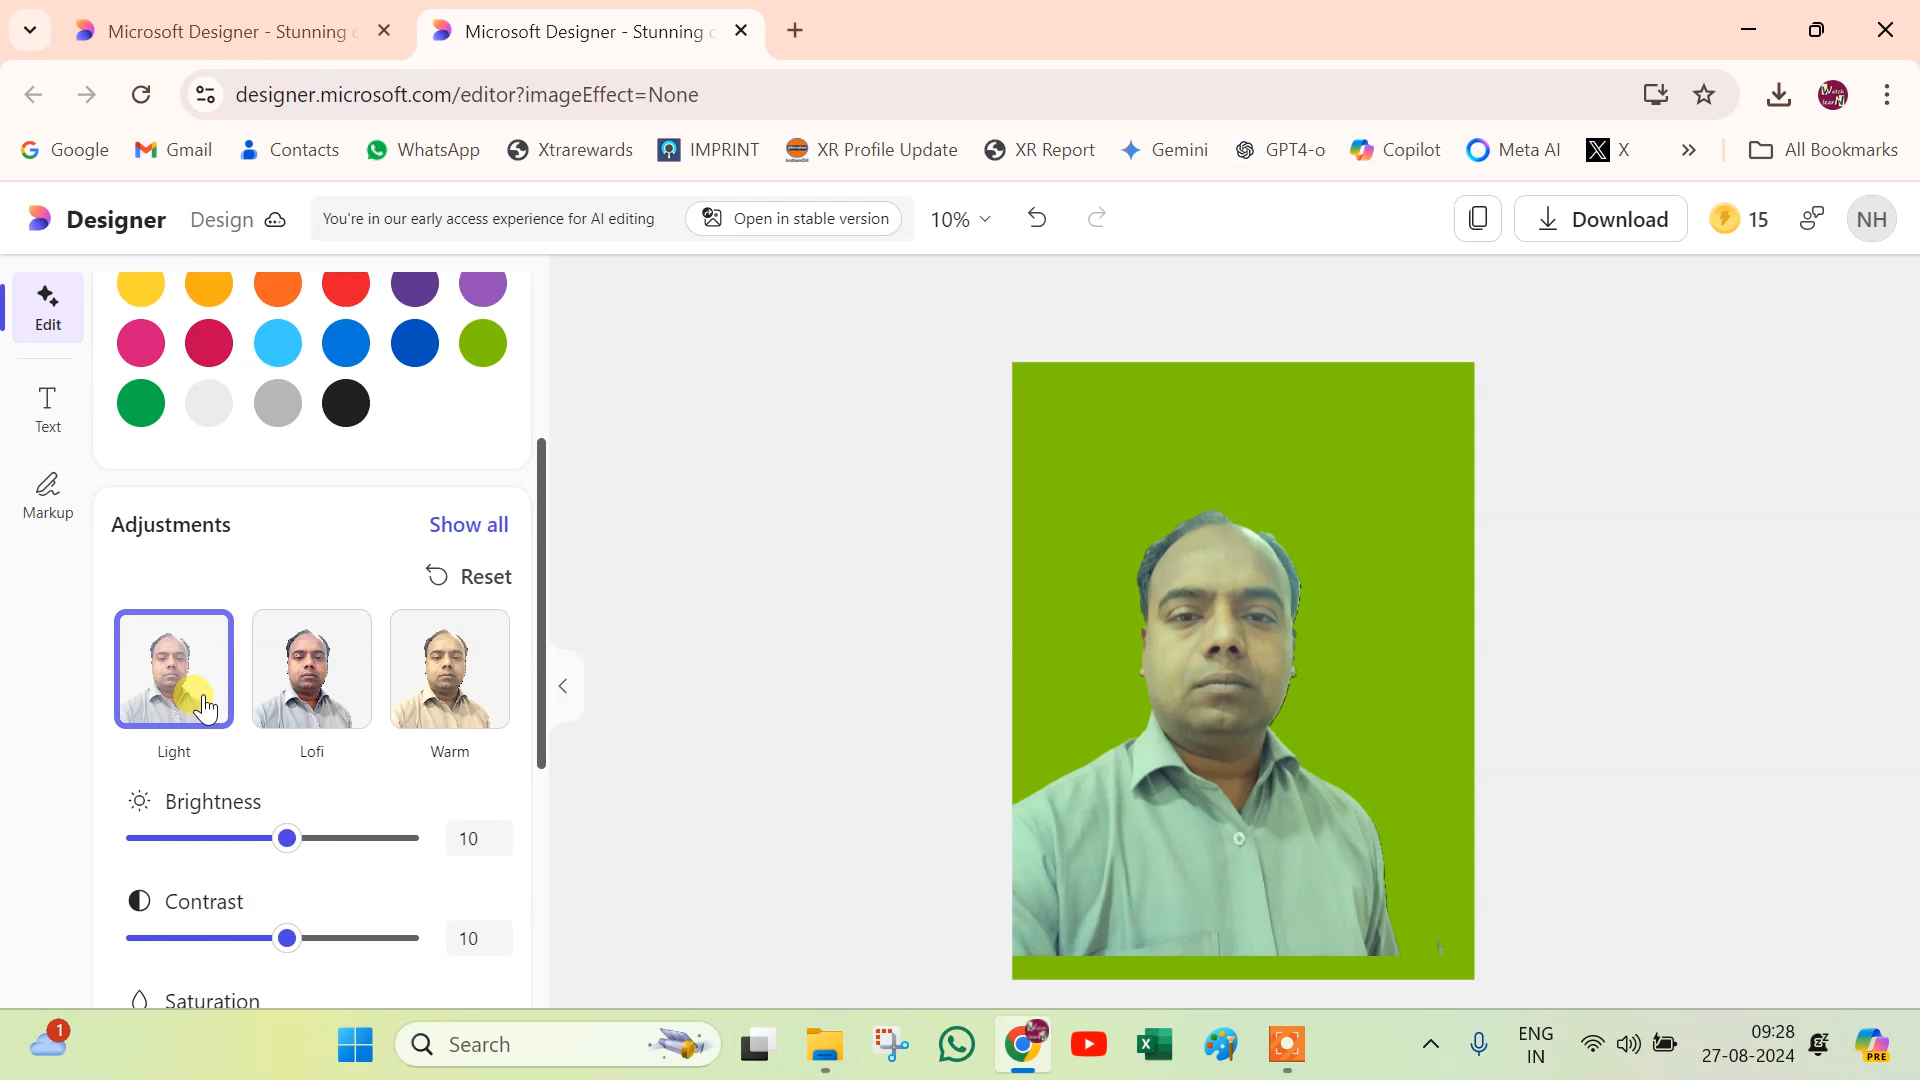 Microsoft Designer - Stunning
Microsoft Designer - Stunning
designer.microsoft.com/editor?imageEffect=None
Google Gmail Contacts WhatsApp Xtrarewards IMPRINT XR Profile Update XR Report Gemini GPT4-o Copilot Meta AI X » All Bookmarks
Designer Design You're in our early access experience for AI editing Open in stable version 10% Download 15 NH
Edit
Text
Markup
Adjustments Show all
Reset
Light Lofi Warm
Brightness
10
Contrast
10
Saturation
1 Search ENG IN 09:28
27-08-2024 PRE